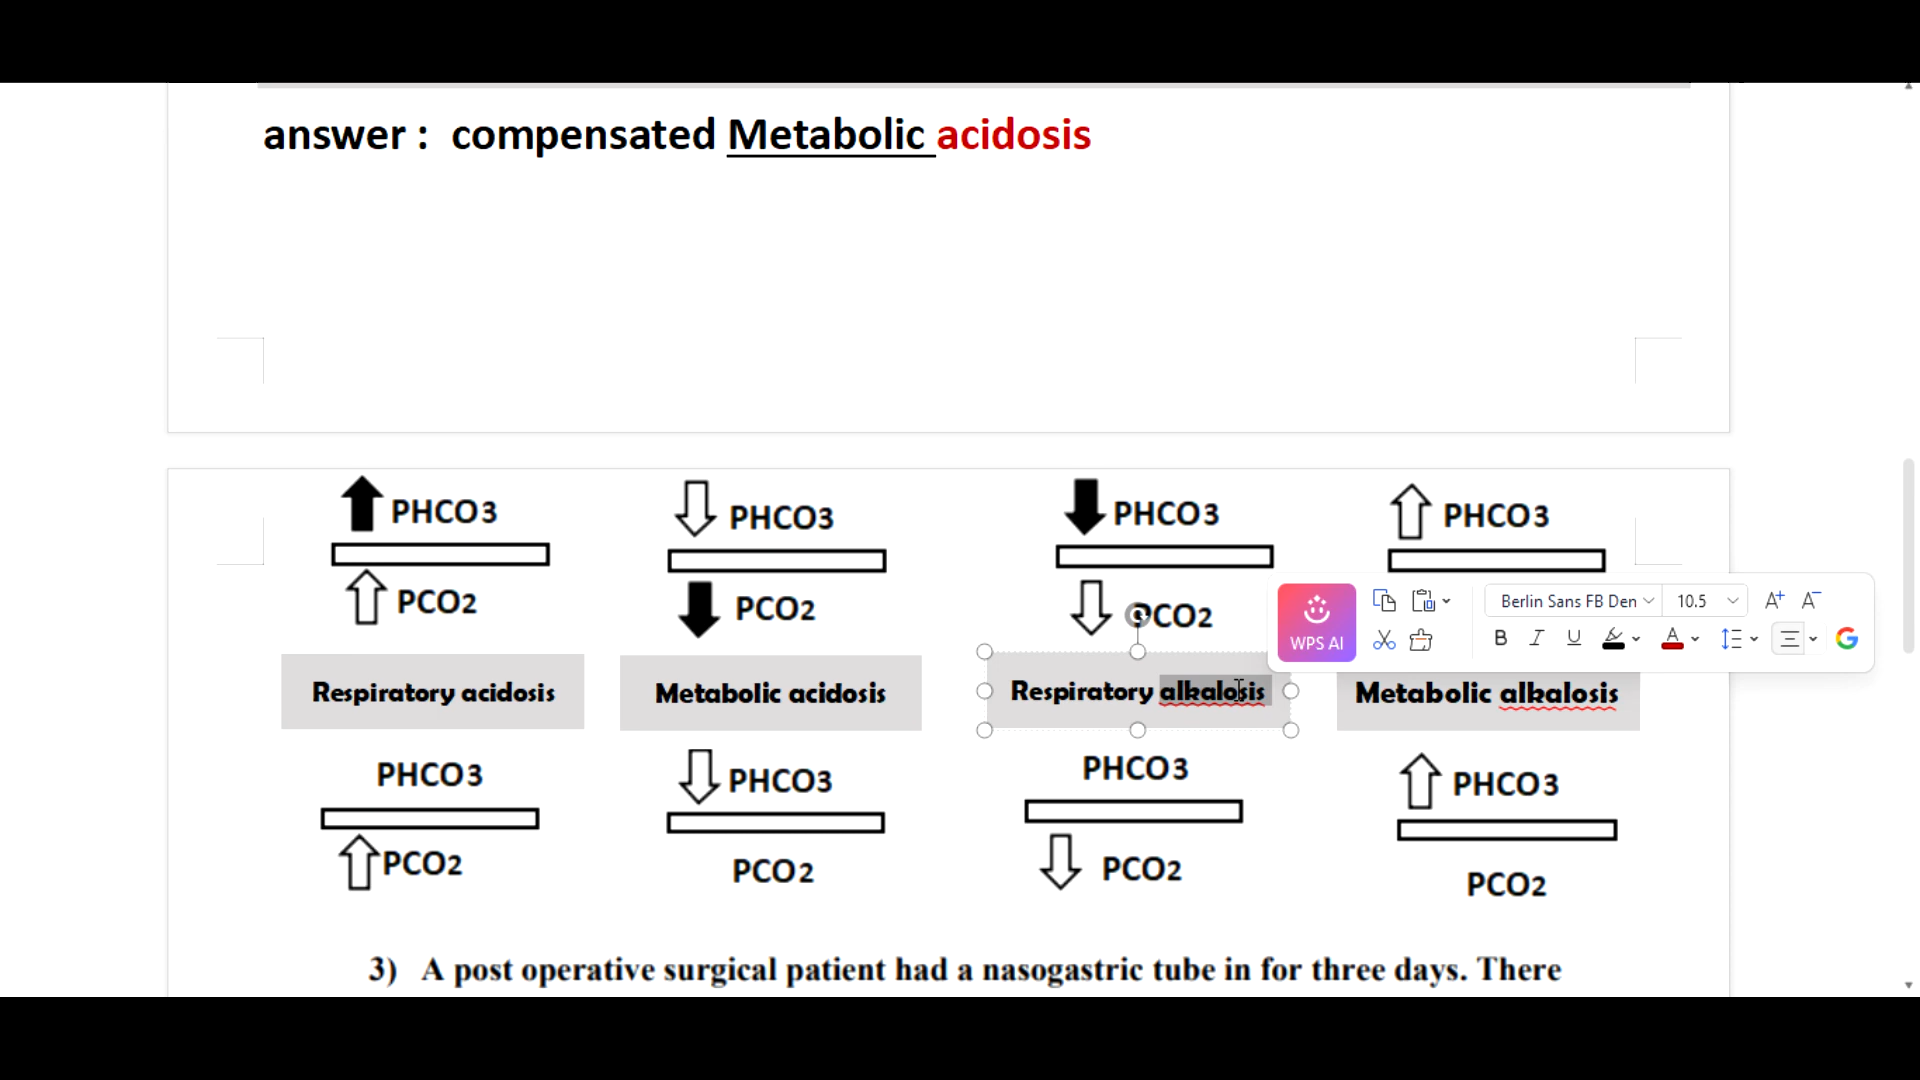 answer : compensated Metabolic acidosis
PHCO3 PHCO3 PHCO3 PHCO3
PCO2 PCO2 PCO2
Berlin Sans FB Den 10.5 A+ A-
WPS AI B I U A
Respiratory acidosis Metabolic acidosis Respiratory alkalosis Metabolic alkalosis
PHCO3 PHCO3 PHCO3 PHCO3
PCO2 PCO2 PCO2 PCO2
3) A post operative surgical patient had a nasogastric tube in for three days. There